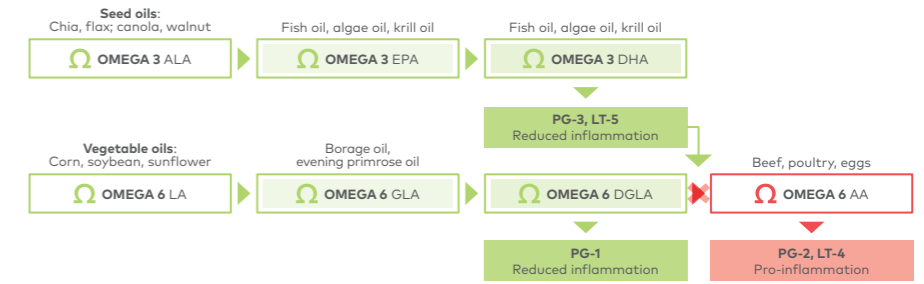 Seed oils:
Chia, flax; canola, walnut
Fish oil, algae oil, krill oil
Fish oil, algae oil, krill oil
Ω OMEGA 3 ALA
Ω OMEGA 3 EPA
Ω OMEGA 3 DHA
PG-3, LT-5
Reduced inflammation
Vegetable oils:
Corn, soybean, sunflower
Borage oil,
evening primrose oil
Beef, poultry, eggs
Ω OMEGA 6 LA
Ω OMEGA 6 GLA
Ω OMEGA 6 DGLA
Ω OMEGA 6 AA
PG-1
Reduced inflammation
PG-2, LT-4
Pro-inflammation